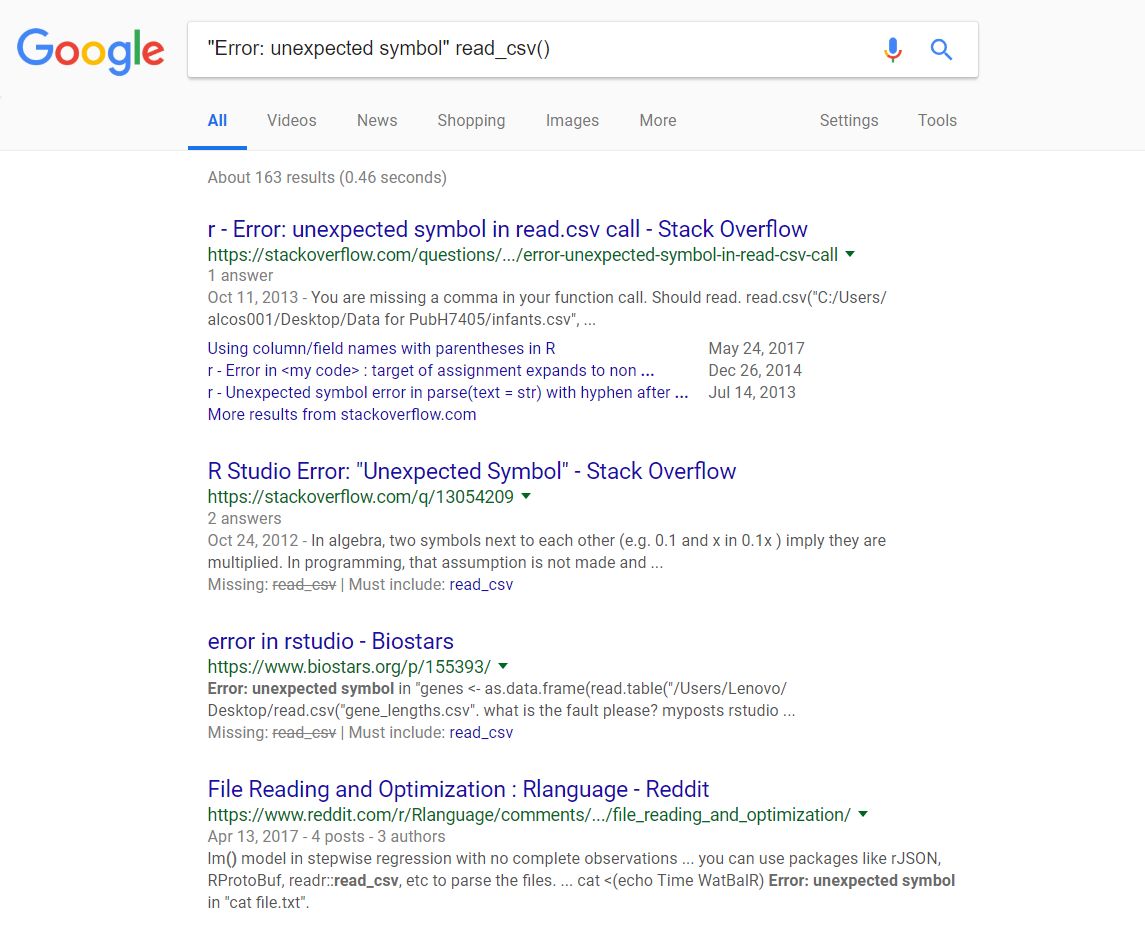 Google
"Error: unexpected symbol" read_csv()
All Videos News Shopping Images More Settings Tools
About 163 results (0.46 seconds)
r - Error: unexpected symbol in read.csv call - Stack Overflow
https://stackoverflow.com/questions/.../error-unexpected-symbol-in-read-csv-call
1 answer
Oct 11, 2013 - You are missing a comma in your function call. Should read. read.csv("C:/Users/
alcos001/Desktop/Data for PubH7405/infants.csv", ...
Using column/field names with parentheses in R May 24, 2017
r - Error in <my code> : target of assignment expands to non ... Dec 26, 2014
r - Unexpected symbol error in parse(text = str) with hyphen after ... Jul 14, 2013
More results from stackoverflow.com
R Studio Error: "Unexpected Symbol" - Stack Overflow
https://stackoverflow.com/q/13054209
2 answers
Oct 24, 2012 - In algebra, two symbols next to each other (e.g. 0.1 and x in 0.1x ) imply they are
multiplied. In programming, that assumption is not made and ...
Missing: read_csv | Must include: read_csv
error in rstudio - Biostars
https://www.biostars.org/p/155393/
Error: unexpected symbol in "genes <- as.data.frame(read.table("/Users/Lenovo/
Desktop/read.csv("gene_lengths.csv". what is the fault please? myposts rstudio ...
Missing: read_csv | Must include: read_csv
File Reading and Optimization : Rlanguage - Reddit
https://www.reddit.com/r/Rlanguage/comments/.../file_reading_and_optimization/
Apr 13, 2017 - 4 posts - 3 authors
lm() model in stepwise regression with no complete observations ... you can use packages like rJSON,
RProtoBuf, readr::read_csv, etc to parse the files. ... cat <(echo Time WatBalR) Error: unexpected symbol
in "cat file.txt".